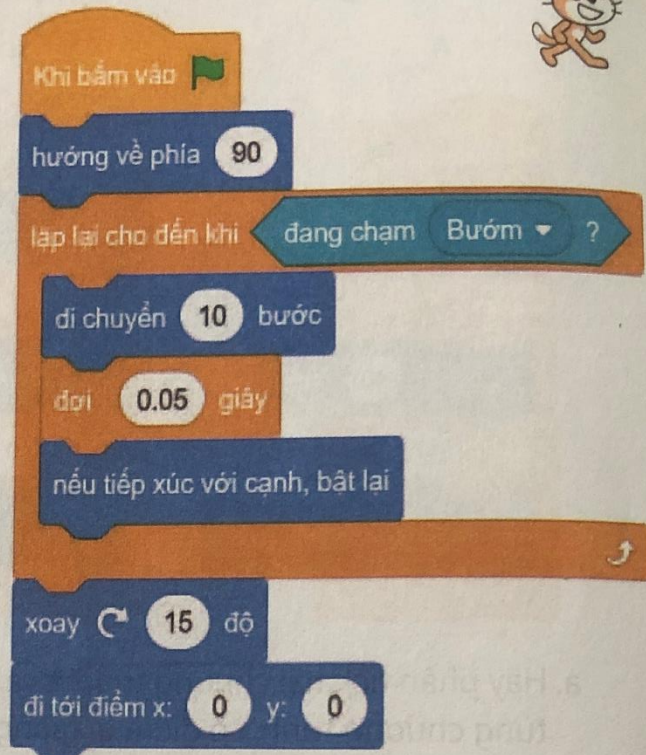 Khi bấm vào
hướng về phía 90
lặp lại cho đến khi đang chạm Bướm ?
di chuyển 10 bước
đợi 0.05 giây
nếu tiếp xúc với cạnh, bật lại
xoay 15 độ
đi tới điểm x: 0 y: 0